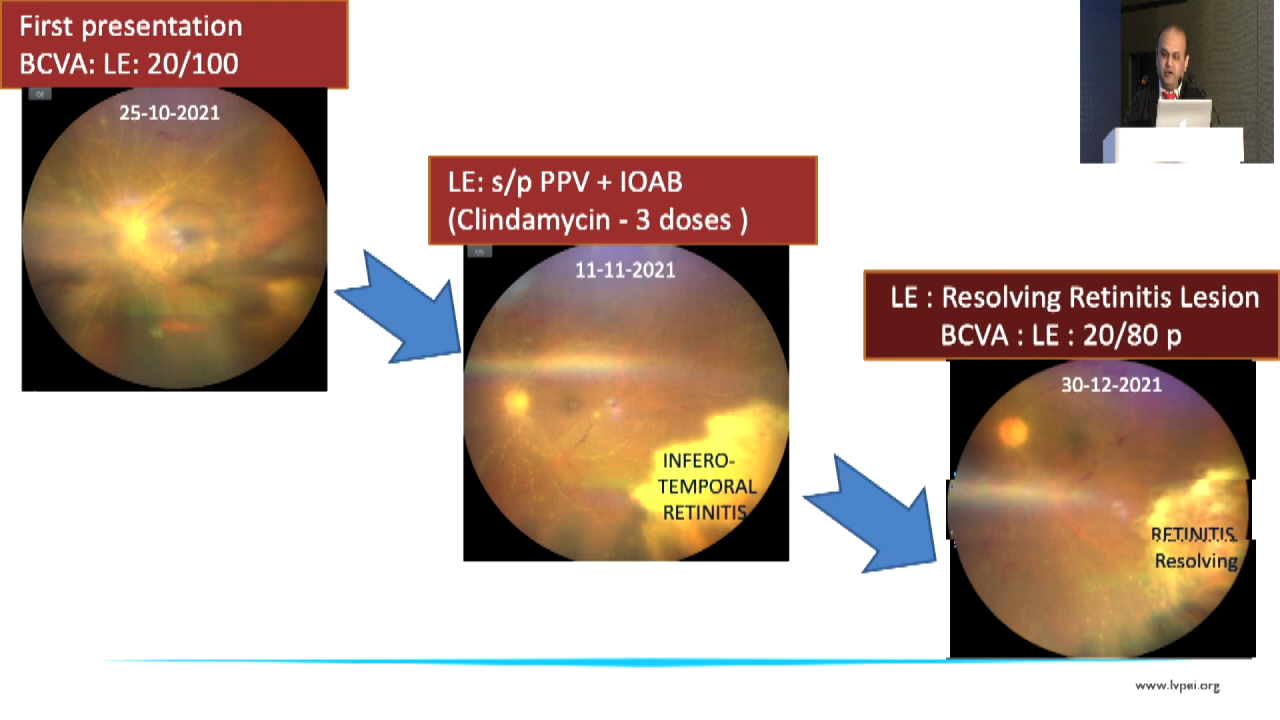 First presentation
BCVA: LE: 20/100
25-10-2021
LE: s/p PPV + IOAB
(Clindamycin - 3 doses )
11-11-2021
INFERO-
TEMPORAL
RETINITIS
LE : Resolving Retinitis Lesion
BCVA : LE : 20/80 p
30-12-2021
RETINITIS
Resolving
www.lvpei.org